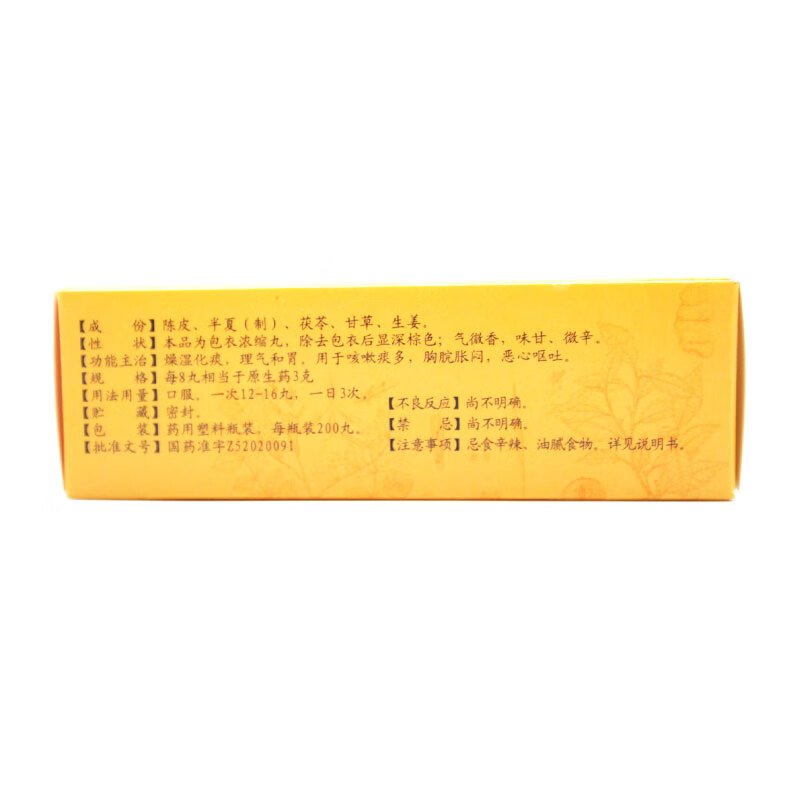 【成 份】陈皮、半夏（制）、茯苓、甘草、生姜。
【性 状】本品为包衣浓缩丸，除去包衣后显深棕色；气微香，味甘、微辛。
【功能主治】燥湿化痰，理气和胃。用于咳嗽痰多，胸脘胀闷，恶心呕吐。
【规 格】每8丸相当于原生药3克
【用法用量】口服。一次12-16丸，一日3次。
【贮 藏】密封。
【包 装】药用塑料瓶装。每瓶装200丸。
【批准文号】国药准字Z52020091
【不良反应】尚不明确。
【禁 忌】尚不明确。
【注意事项】忌食辛辣、油腻食物。详见说明书。